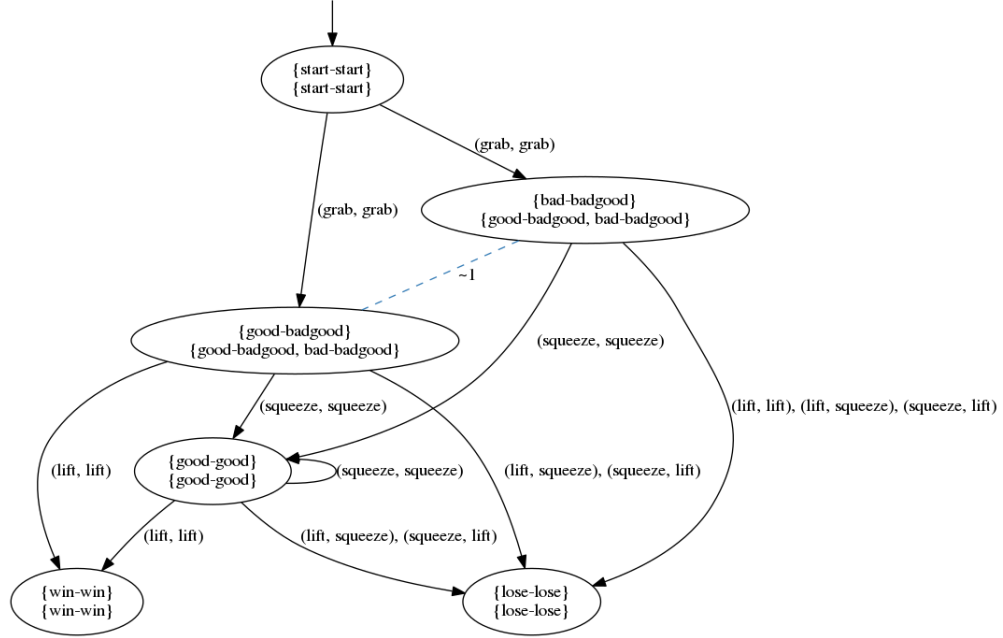 {start-start}
{start-start}
(grab, grab)
{bad-badgood}
{good-badgood, bad-badgood}
(grab, grab)
~1
{good-badgood}
{good-badgood, bad-badgood}
(squeeze, squeeze)
(squeeze, squeeze)
(lift, lift), (lift, squeeze), (squeeze, lift)
{good-good}
{good-good}
(lift, lift)
(squeeze, squeeze)
(lift, squeeze), (squeeze, lift)
(lift, lift)
(lift, squeeze), (squeeze, lift)
{win-win}
{win-win}
{lose-lose}
{lose-lose}